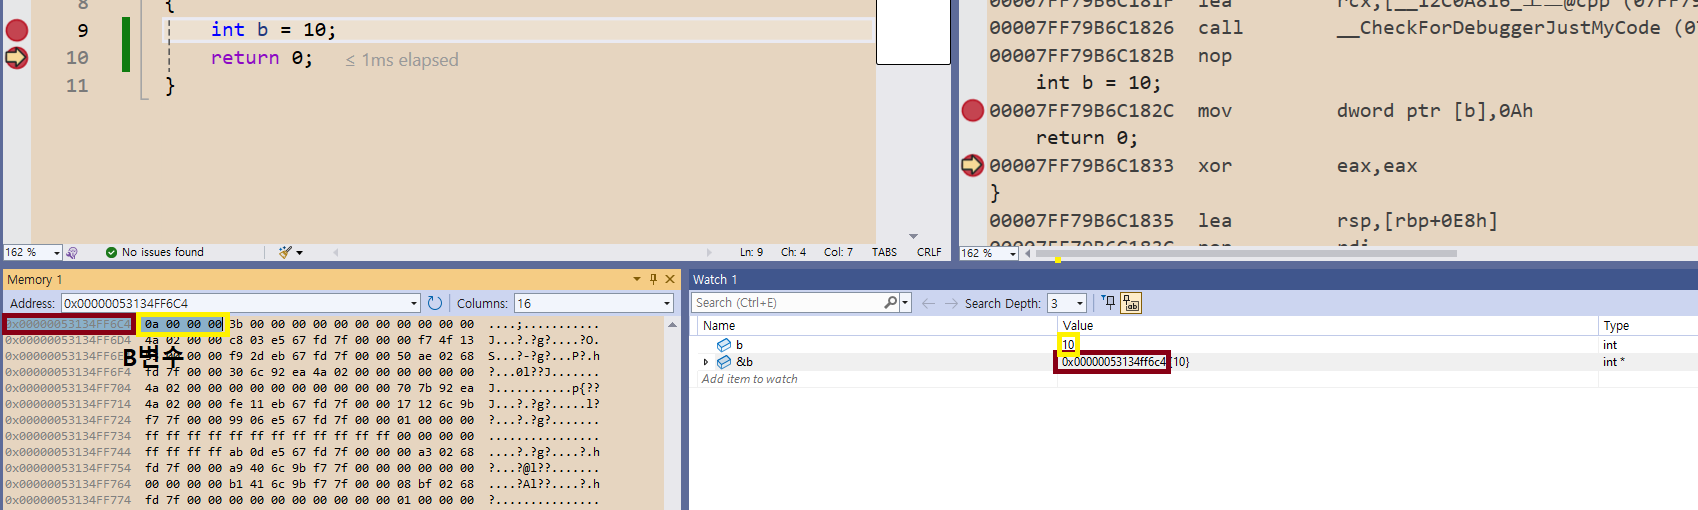 8 {
9 int b = 10;
10 return 0; ≤ 1ms elapsed
11 }
162 % No issues found Ln: 9 Ch: 4 Col: 7 TABS CRLF
00007FF79B6C1826 call __CheckForDebuggerJustMyCode (0
00007FF79B6C182B nop
int b = 10;
00007FF79B6C182C mov dword ptr [b],0Ah
return 0;
00007FF79B6C1833 xor eax,eax
}
00007FF79B6C1835 lea rsp,[rbp+0E8h]
162 %
Memory 1
Address: 0x00000053134FF6C4 Columns: 16
0x00000053134FF6C4 0a 00 00 00 3b 00 00 00 00 00 00 00 00 00 00 00 ....;...........
0x00000053134FF6D4 4a 02 00 00 c8 03 e5 67 fd 7f 00 00 00 f7 4f 13 J...?.?g?....?O.
B변수
00 00 f9 2d eb 67 fd 7f 00 00 50 ae 02 68 S...?-?g?...P?.h
0x00000053134FF6F4 fd 7f 00 00 30 6c 92 ea 4a 02 00 00 00 00 00 00 ?...0l??J.......
0x00000053134FF704 4a 02 00 00 00 00 00 00 00 00 00 00 70 7b 92 ea J...........p{??
0x00000053134FF714 4a 02 00 00 fe 11 eb 67 fd 7f 00 00 17 12 6c 9b J...?.?g?.....l?
0x00000053134FF724 f7 7f 00 00 99 06 e5 67 fd 7f 00 00 01 00 00 00 ?...?.?g?.......
0x00000053134FF734 ff ff ff ff ff ff ff ff ff ff ff ff 00 00 00 00 ................
0x00000053134FF744 ff ff ff ff ab 0d e5 67 fd 7f 00 00 00 a3 02 68 ....?.?g?....?.h
0x00000053134FF754 fd 7f 00 00 a9 40 6c 9b f7 7f 00 00 00 00 00 00 ?...?@l??.......
0x00000053134FF764 00 00 00 00 b1 41 6c 9b f7 7f 00 00 08 bf 02 68 ....?Al??....?.h
0x00000053134FF774 fd 7f 00 00 00 00 00 00 00 00 00 00 01 00 00 00 ?...............
Watch 1
Search (Ctrl+E) Search Depth: 3
Name Value Type
b 10 int
&b 0x00000053134ff6c4{10} int *
Add item to watch